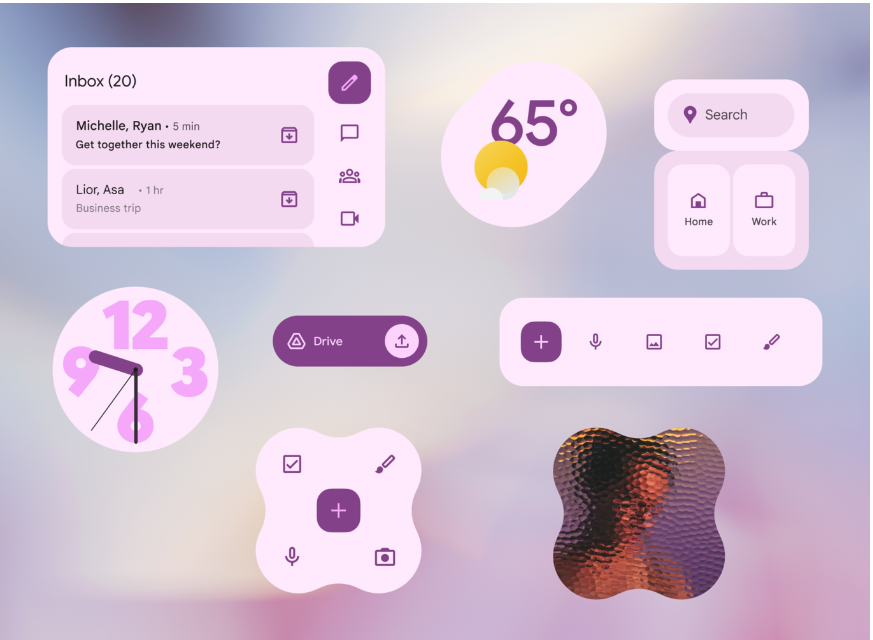 Inbox (20)
Michelle, Ryan • 5 min
Get together this weekend?
Lior, Asa • 1 hr
Business trip
65°
Search
Home
Work
12
9
3
6
Drive